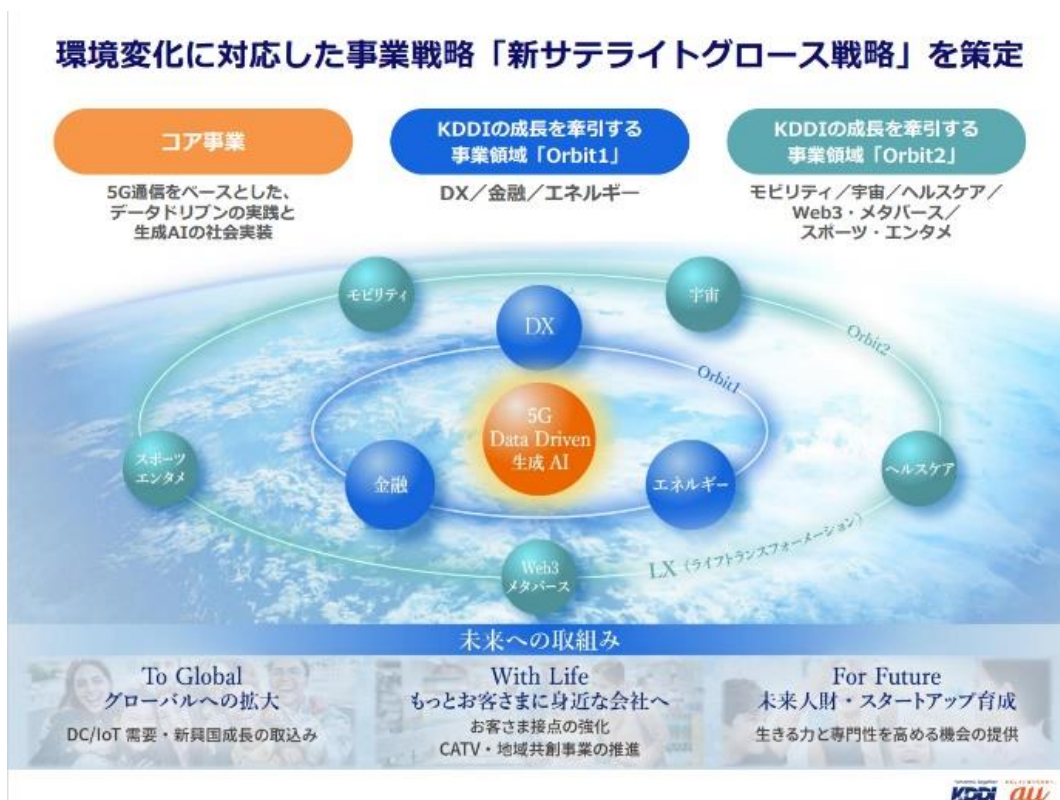 環境変化に対応した事業戦略「新サテライトグロース戦略」を策定
コア事業
5G通信をベースとした、
データドリブンの実践と
生成AIの社会実装
KDDIの成長を牽引する
事業領域「Orbit1」
DX／金融／エネルギー
KDDIの成長を牽引する
事業領域「Orbit2」
モビリティ／宇宙／ヘルスケア／
Web3・メタバース／
スポーツ・エンタメ
モビリティ
宇宙
DX
Orbit2
Orbit1
5G
Data Driven
生成 AI
スポーツ
エンタメ
金融
エネルギー
ヘルスケア
LX（ライフトランスフォーメーション）
Web3
メタバース
未来への取組み
To Global
グローバルへの拡大
DC/IoT 需要・新興国成長の取込み
With Life
もっとお客さまに身近な会社へ
お客さま接点の強化
CATV・地域共創事業の推進
For Future
未来人財・スタートアップ育成
生きる力と専門性を高める機会の提供
KDDI au